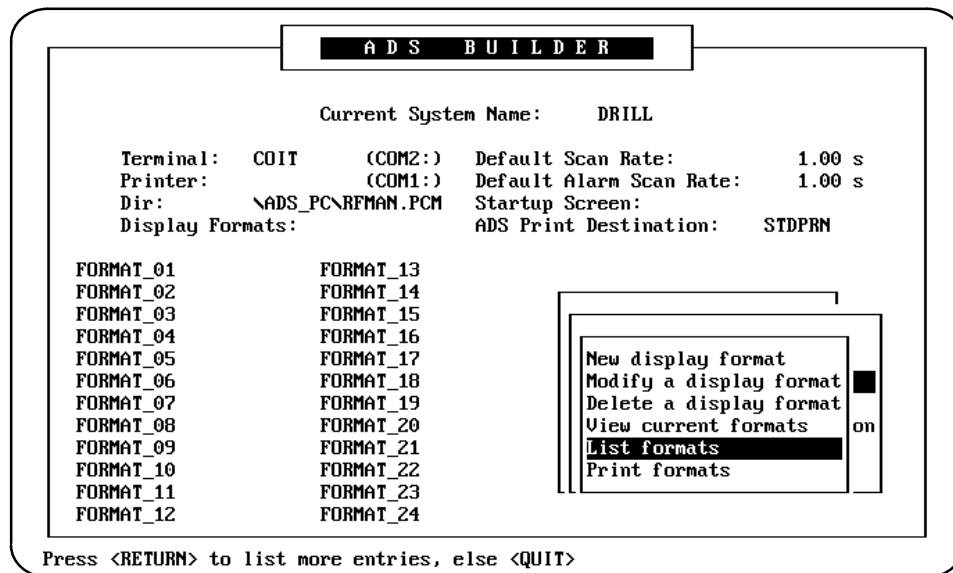 ADS BUILDER
Current System Name: DRILL
Terminal: COIT (COM2:) Default Scan Rate: 1.00 s
Printer: (COM1:) Default Alarm Scan Rate: 1.00 s
Dir: \ADS_PC\RFMAN.PCM Startup Screen:
Display Formats: ADS Print Destination: STDPRN
FORMAT_01 FORMAT_13
FORMAT_02 FORMAT_14
FORMAT_03 FORMAT_15
FORMAT_04 FORMAT_16
FORMAT_05 FORMAT_17
FORMAT_06 FORMAT_18
FORMAT_07 FORMAT_19
FORMAT_08 FORMAT_20
FORMAT_09 FORMAT_21
FORMAT_10 FORMAT_22
FORMAT_11 FORMAT_23
FORMAT_12 FORMAT_24
New display format
Modify a display format
Delete a display format
View current formats on
List formats
Print formats
Press <RETURN> to list more entries, else <QUIT>